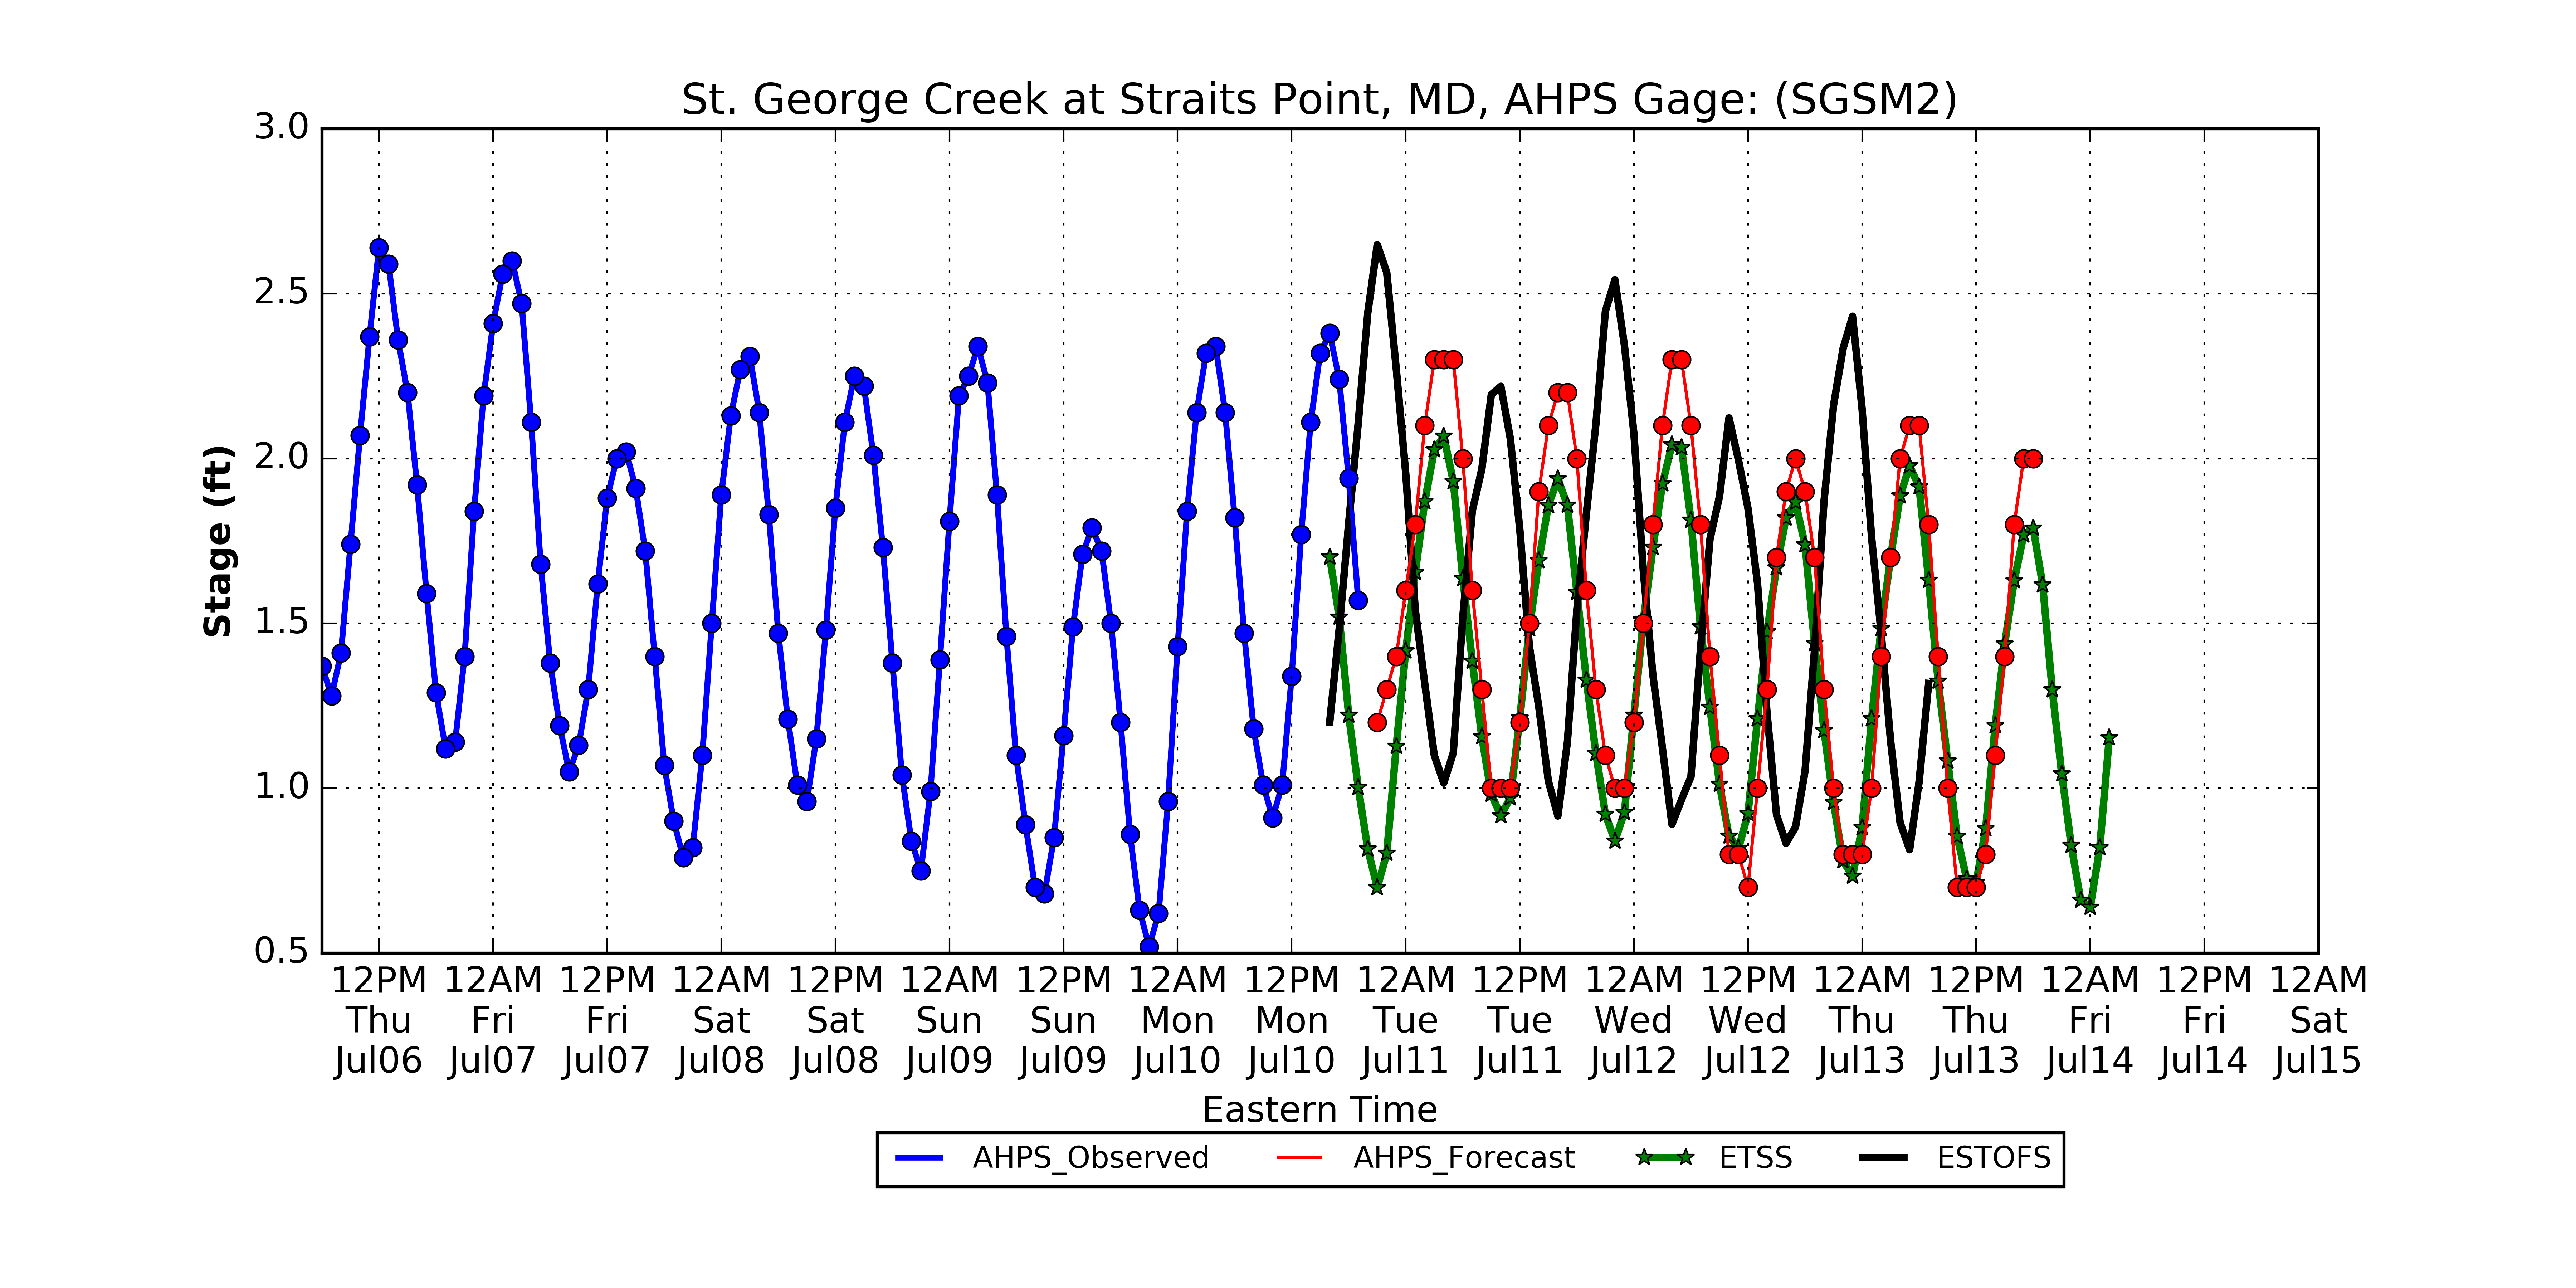 St. George Creek at Straits Point, MD, AHPS Gage: (SGSM2)
3.0
2.5
2.0
1.5
1.0
0.5
Stage (ft)
12PM 12AM 12PM 12AM 12PM 12AM 12PM 12AM 12PM 12AM 12PM 12AM 12PM 12AM 12PM 12AM 12PM 12AM
Thu Fri Fri Sat Sat Sun Sun Mon Mon Tue Tue Wed Wed Thu Thu Fri Fri Sat
Jul06 Jul07 Jul07 Jul08 Jul08 Jul09 Jul09 Jul10 Jul10 Jul11 Jul11 Jul12 Jul12 Jul13 Jul13 Jul14 Jul14 Jul15
Eastern Time
AHPS_Observed AHPS_Forecast ETSS ESTOFS